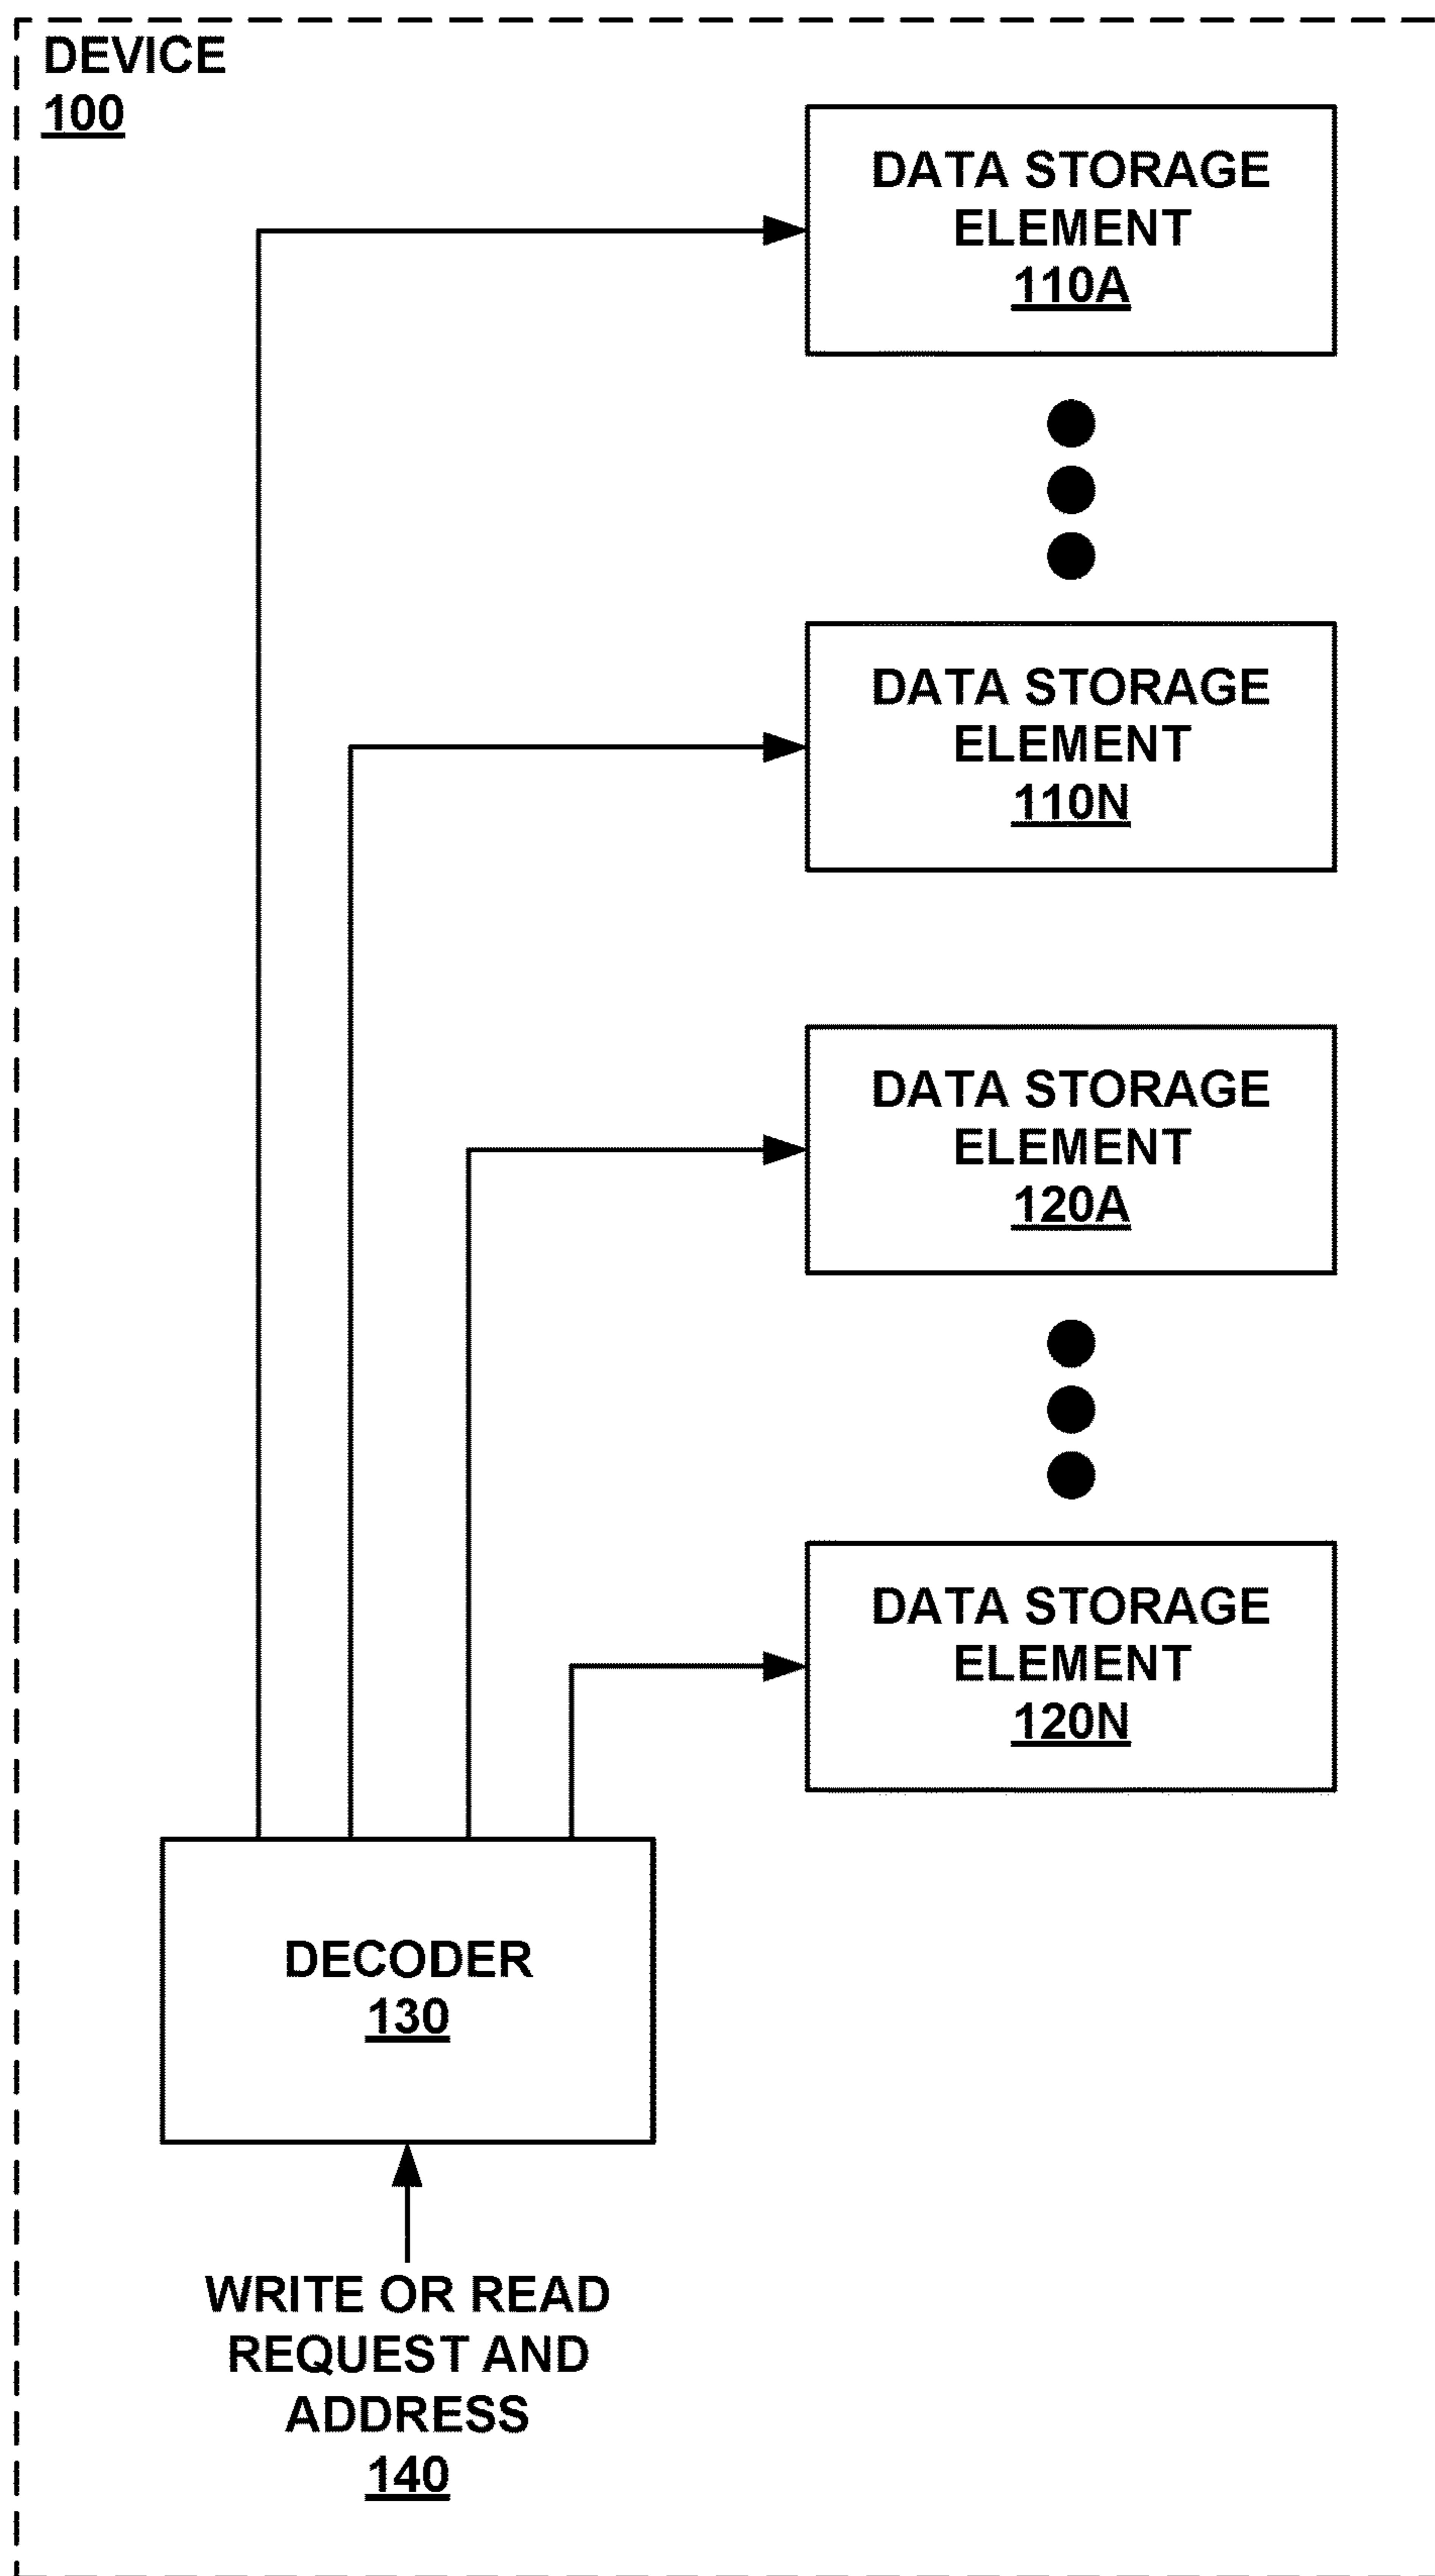 DEVICE
100
DATA STORAGE
ELEMENT
110A
DATA STORAGE
ELEMENT
110N
DATA STORAGE
ELEMENT
120A
DATA STORAGE
ELEMENT
120N
DECODER
130
WRITE OR READ
REQUEST AND
ADDRESS
140